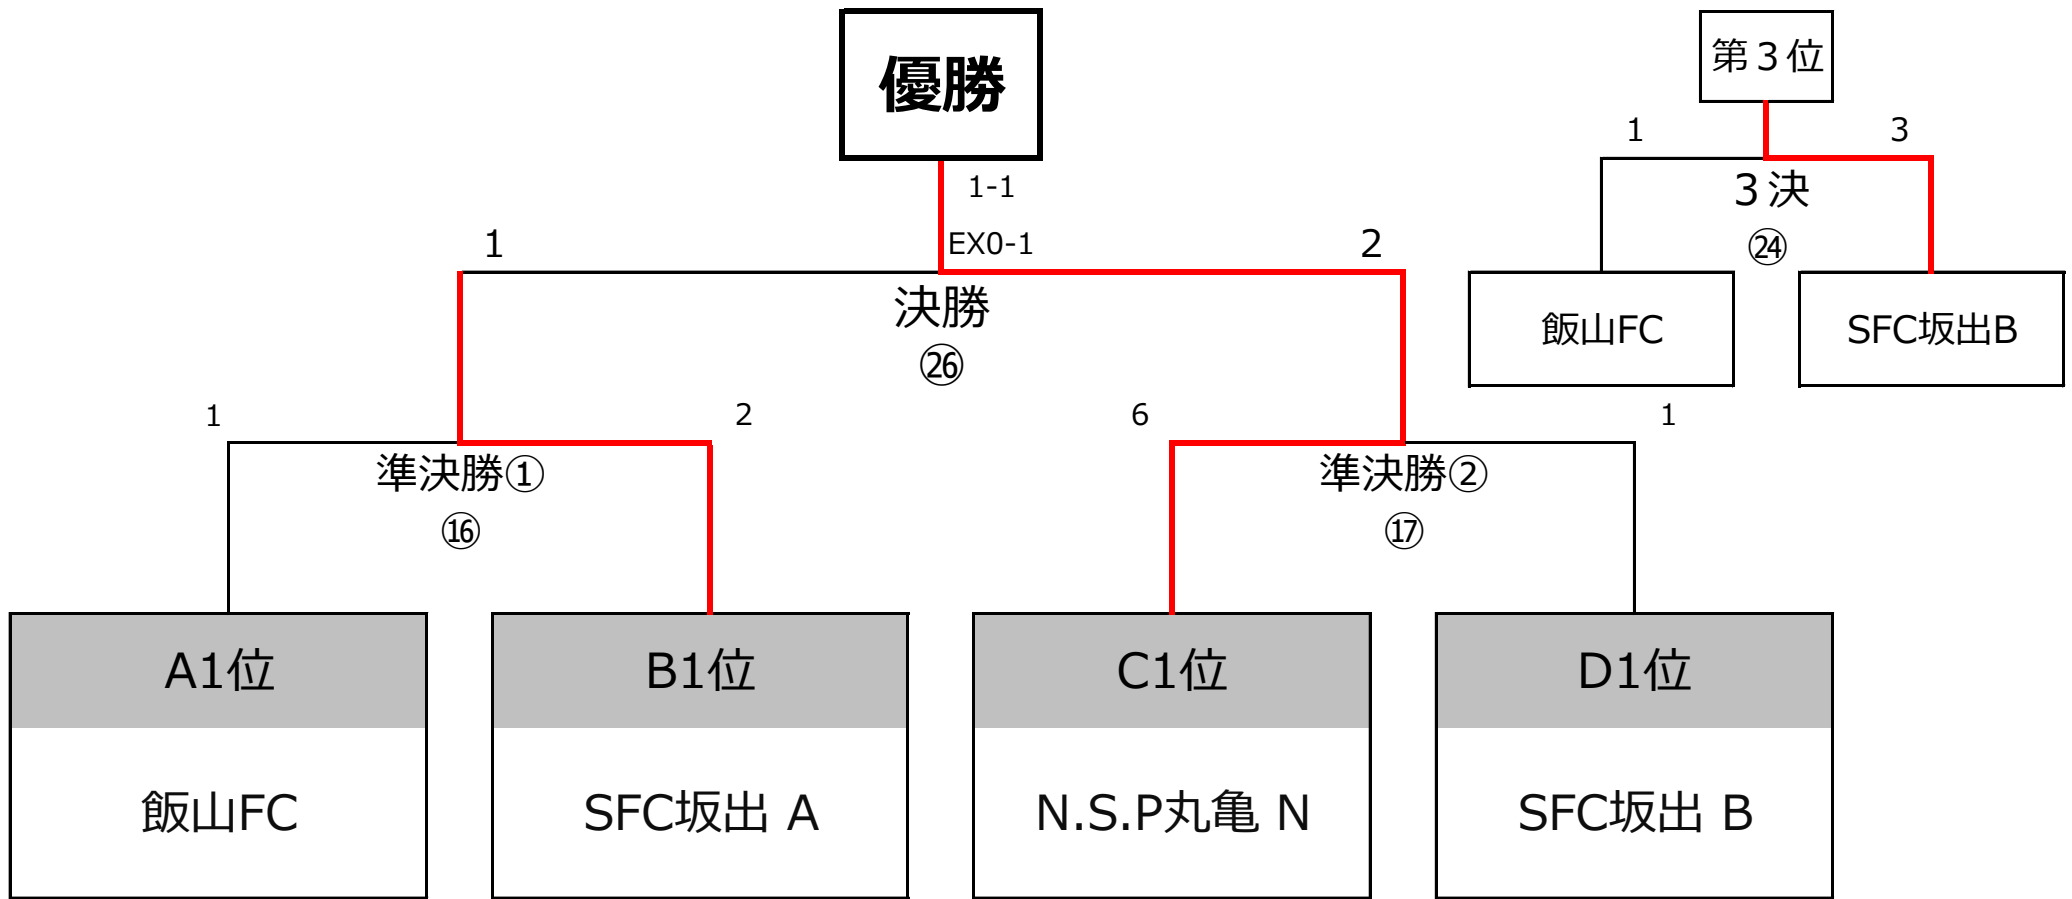 優勝
第３位
1
3
1-1
３決
1
EX0-1
2
㉔
決勝
飯山FC
SFC坂出B
㉖
1
2
6
1
準決勝①
準決勝②
⑯
⑰
A1位
B1位
C1位
D1位
飯山FC
SFC坂出 A
N.S.P丸亀 N
SFC坂出 B